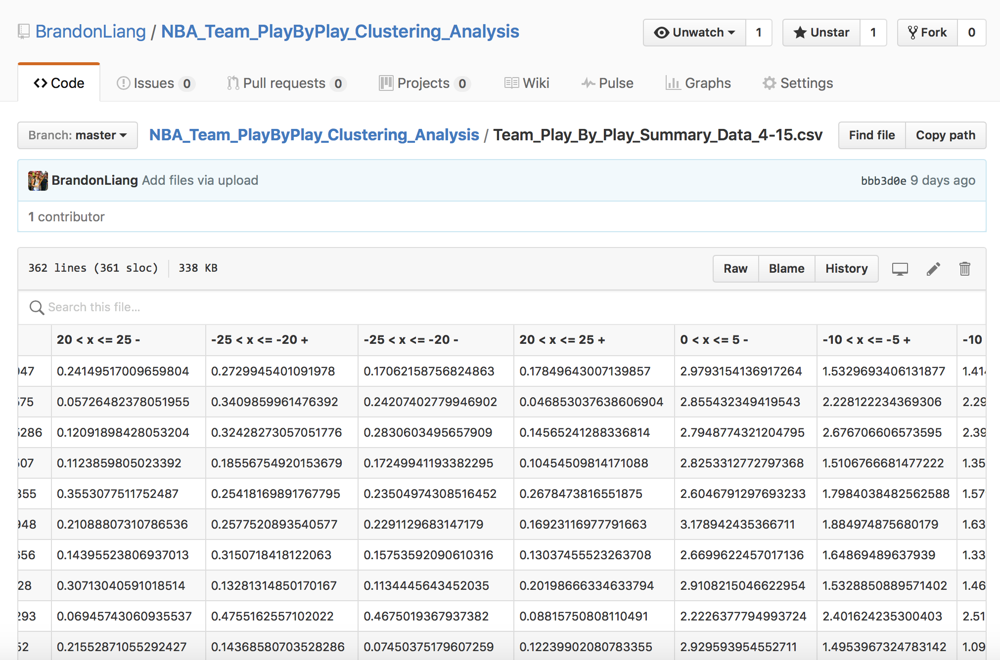 BrandonLiang / NBA_Team_PlayByPlay_Clustering_Analysis
Unwatch 1 Unstar 1 Fork 0
Code Issues 0 Pull requests 0 Projects 0 Wiki Pulse Graphs Settings
Branch: master NBA_Team_PlayByPlay_Clustering_Analysis / Team_Play_By_Play_Summary_Data_4-15.csv Find file Copy path
BrandonLiang Add files via upload bbb3d0e 9 days ago
1 contributor
362 lines (361 sloc) 338 KB Raw Blame History
Search this file...
20 < x <= 25 - -25 < x <= -20 + -25 < x <= -20 - 20 < x <= 25 + 0 < x <= 5 - -10 < x <= -5 + -10
47 0.24149517009659804 0.2729945401091978 0.17062158756824863 0.17849643007139857 2.9793154136917264 1.5329693406131877 1.41
75 0.05726482378051955 0.3409859961476392 0.24207402779946902 0.046853037638606904 2.855432349419543 2.228122234369306 2.29
286 0.12091898428053204 0.32428273057051776 0.2830603495657909 0.14565241288336814 2.7948774321204795 2.676706606573595 2.39
07 0.1123859805023392 0.18556754920153679 0.17249941193382295 0.10454509814171088 2.8253312772797368 1.5106766681477222 1.35
355 0.3553077511752487 0.25418169891767795 0.23504974308516452 0.2678473816551875 2.6046791297693233 1.7984038482562588 1.57
948 0.21088807310786536 0.2577520893540577 0.2291129683147179 0.16923116977791663 3.178942435366711 1.884974875680179 1.63
656 0.14395523806937013 0.3150718418122063 0.15753592090610316 0.13037455523263708 2.6699622457017136 1.64869489637939 1.33
28 0.30713040591018514 0.13281314850170167 0.1134445643452035 0.20198666334633794 2.9108215046622954 1.5328850889571402 1.46
293 0.06945743060935537 0.4755162557102022 0.4675019367937382 0.08815750808110491 2.2226377794993724 2.401624235300403 2.51
52 0.21552871055292427 0.14368580703528286 0.07450375179607259 0.12239902080783355 2.929593954552711 1.4953967324783142 1.09